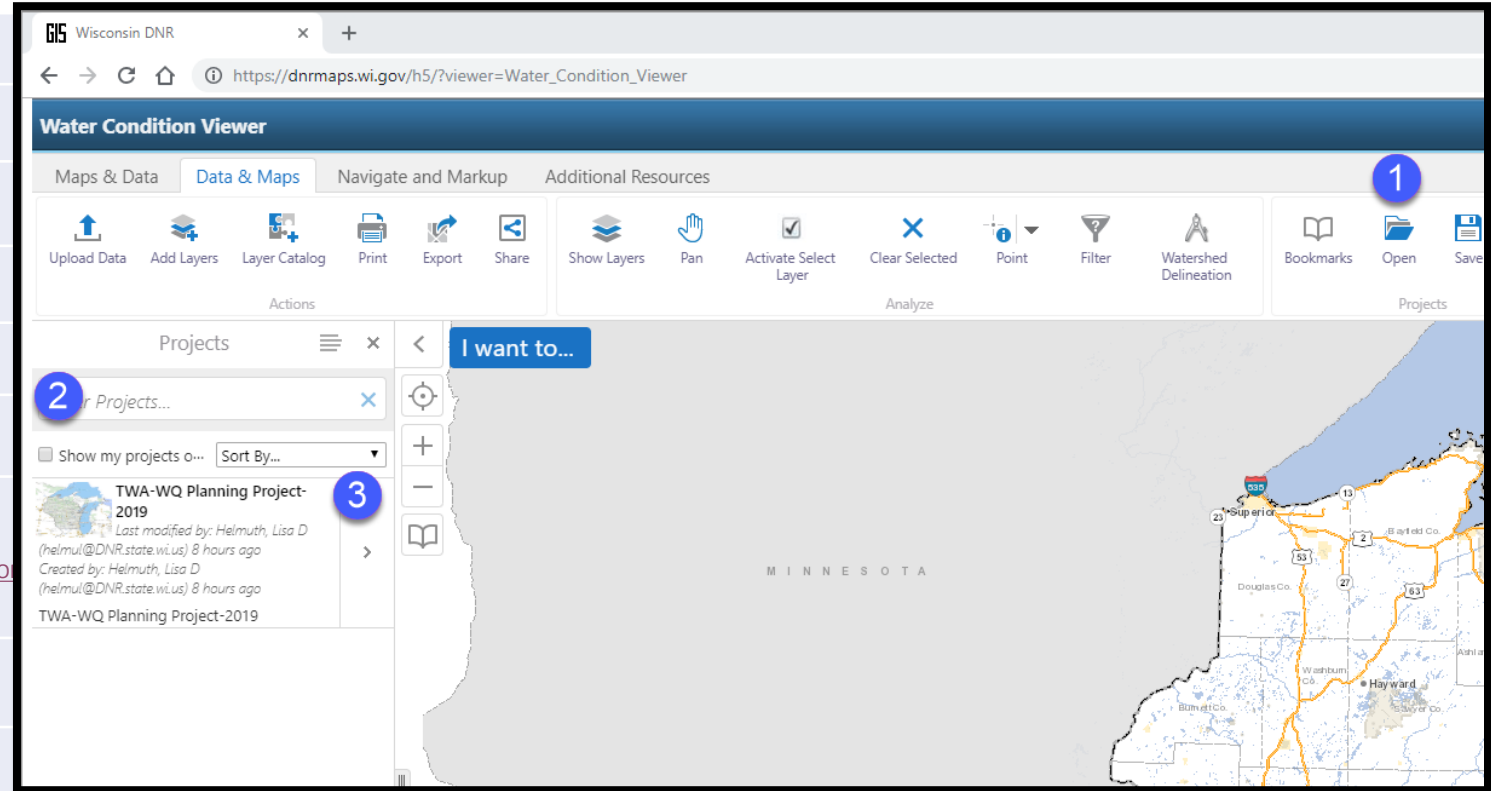 GIS Wisconsin DNR
https://dnrmaps.wi.gov/h5/?viewer=Water_Condition_Viewer
Water Condition Viewer
Maps & Data Data & Maps Navigate and Markup Additional Resources
1
Upload Data Add Layers Layer Catalog Print Export Share Show Layers Pan Activate Select Clear Selected Point Filter Watershed Bookmarks Open Save
Layer Delineation
Actions Analyze Projects
Projects
I want to...
2 r Projects...
Show my projects o... Sort By...
3
TWA-WQ Planning Project-
2019
Last modified by: Helmuth, Lisa D
(helmul@DNR.state.wi.us) 8 hours ago
Created by: Helmuth, Lisa D
(helmul@DNR.state.wi.us) 8 hours ago
TWA-WQ Planning Project-2019
535
13
23 Superior
2 Bayfield Co.
53
MINNESOTA
Douglas Co. 27 63
Washburn
Co.
Hayward
Sawyer Co.
Burnett Co.